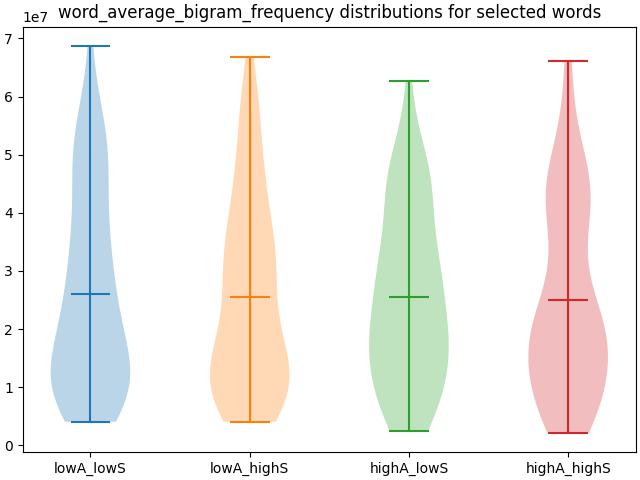 word_average_bigram_frequency distributions for selected words
1e7
7
6
5
4
3
2
1
0
lowA_lowS lowA_highS highA_lowS highA_highS